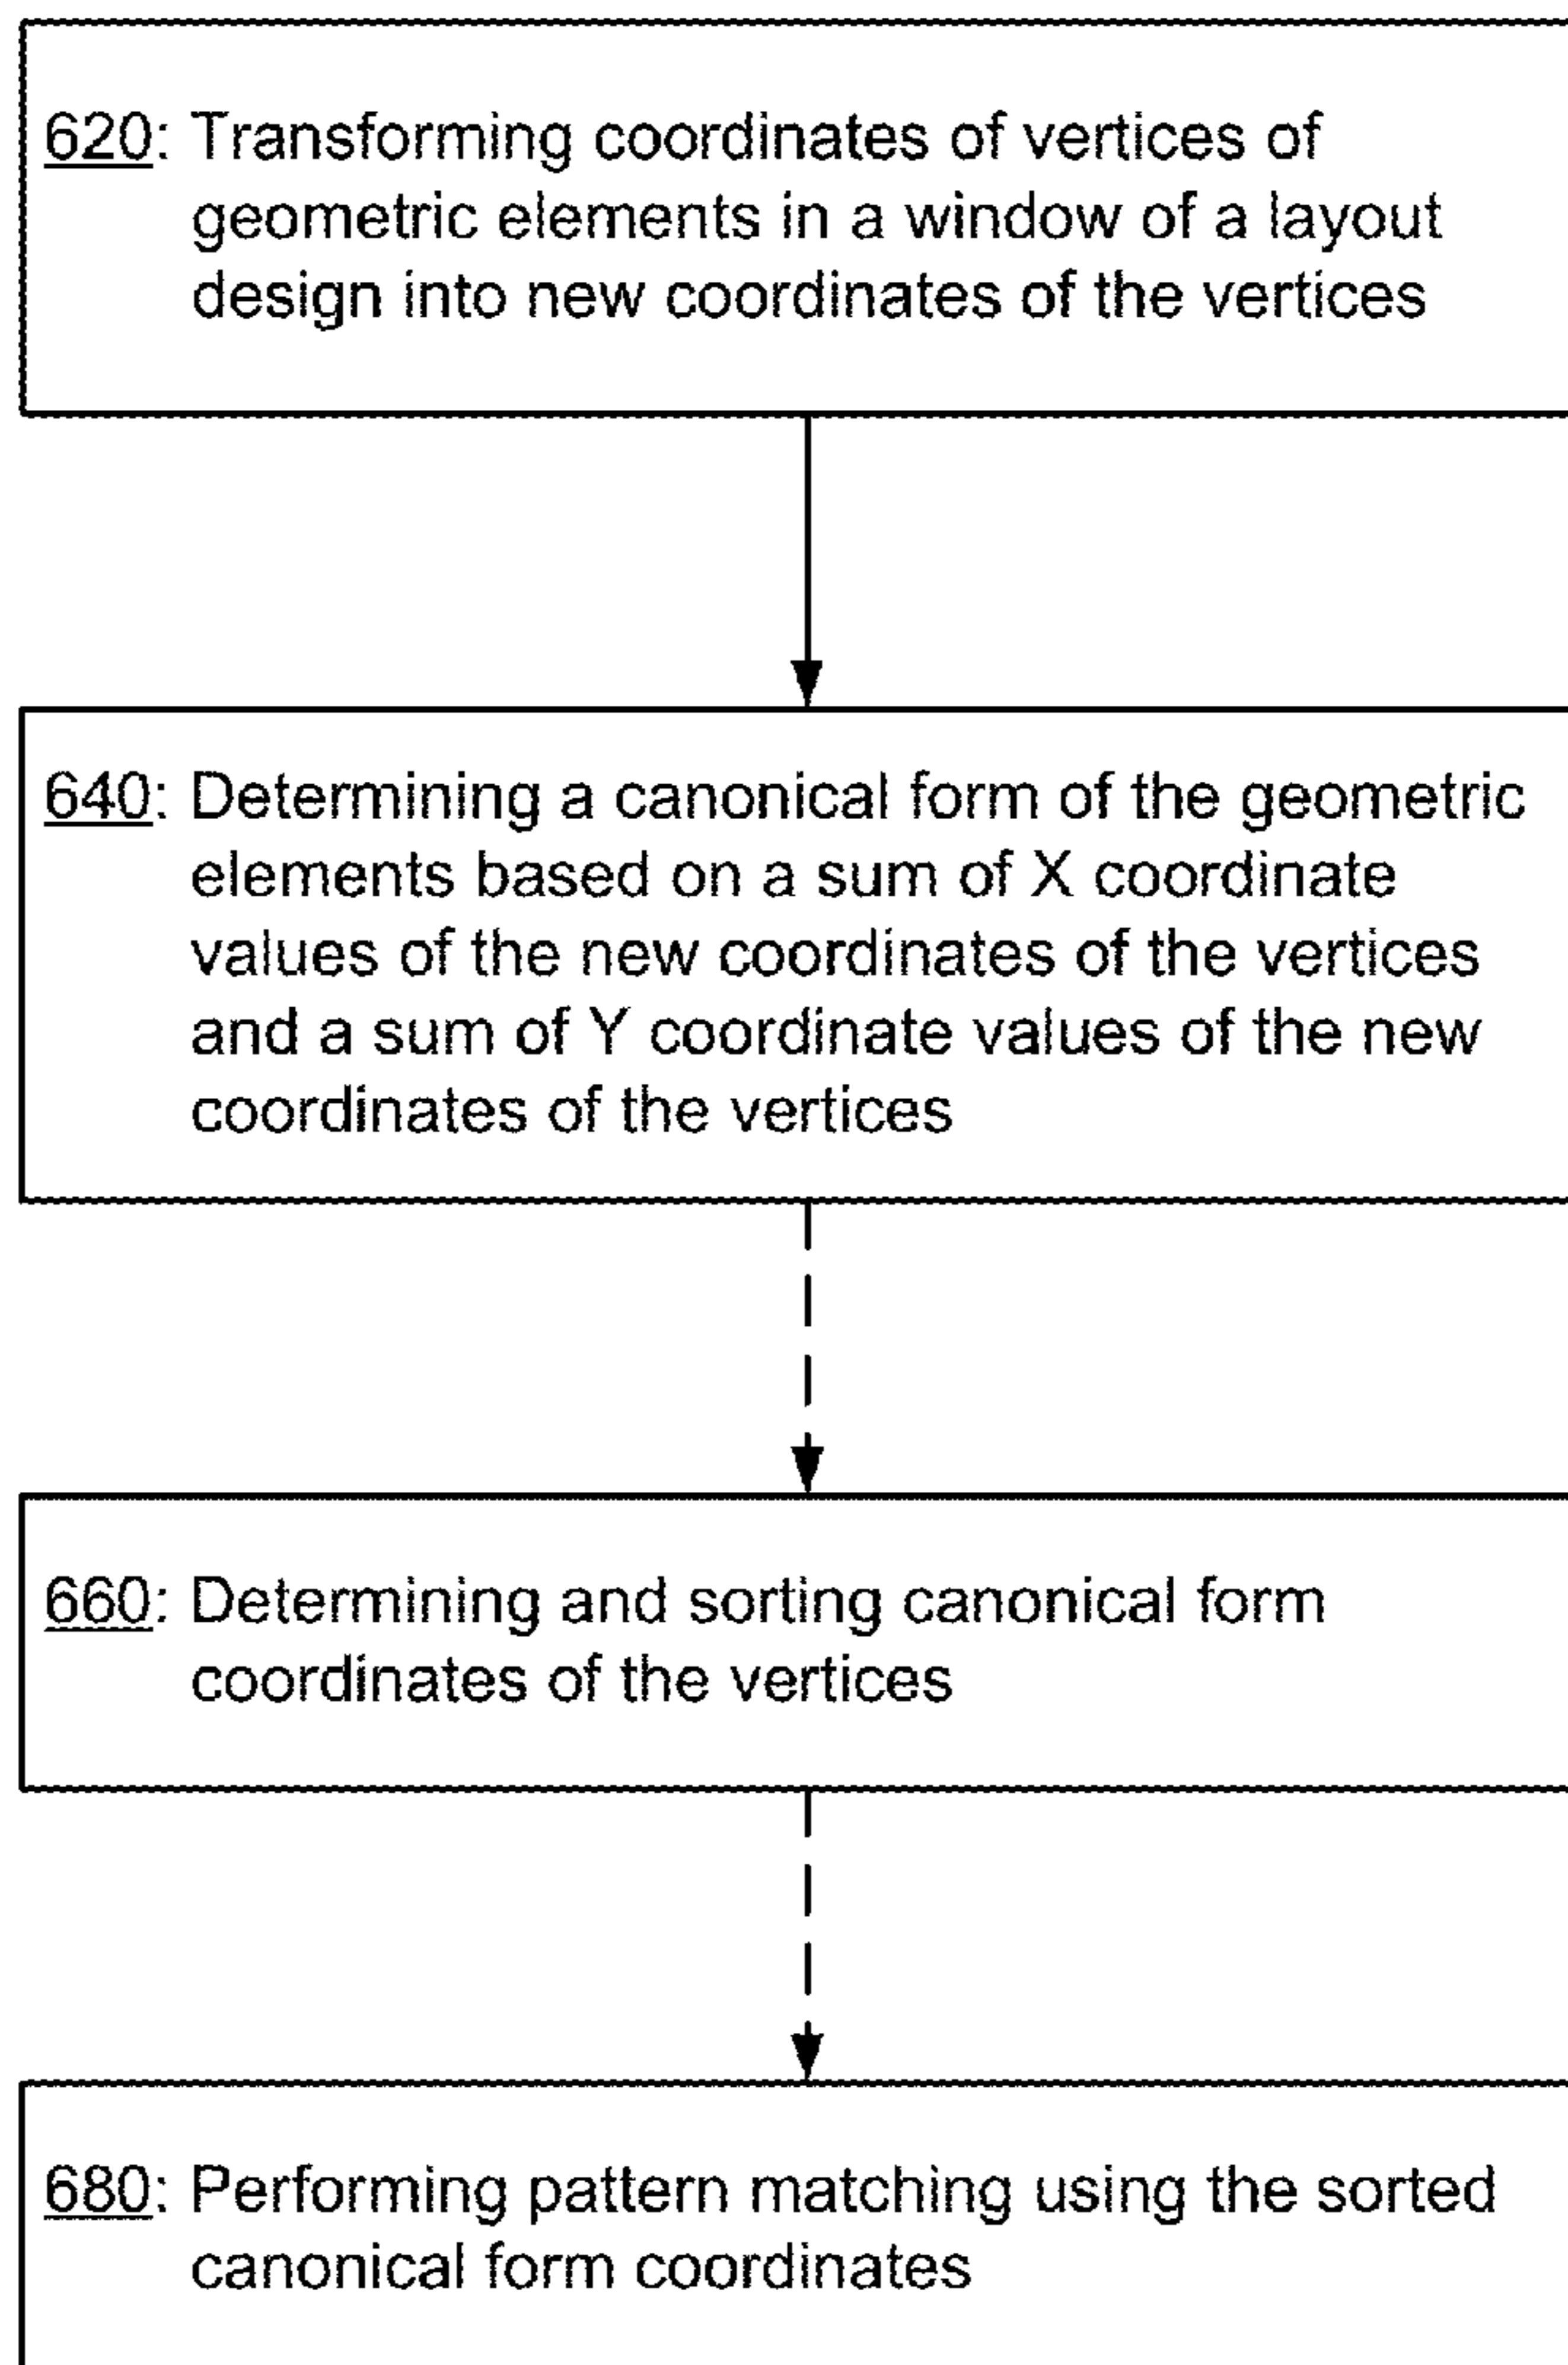 620: Transforming coordinates of vertices of
geometric elements in a window of a layout
design into new coordinates of the vertices
640: Determining a canonical form of the geometric
elements based on a sum of X coordinate
values of the new coordinates of the vertices
and a sum of Y coordinate values of the new
coordinates of the vertices
660: Determining and sorting canonical form
coordinates of the vertices
680: Performing pattern matching using the sorted
canonical form coordinates